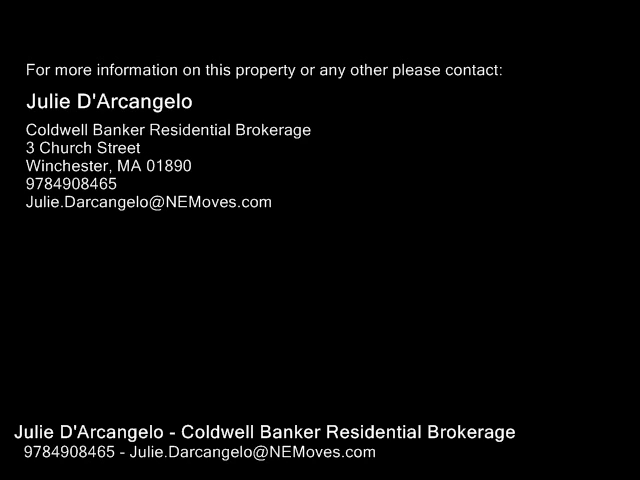 For more information on this property or any other please contact:
Julie D'Arcangelo
Coldwell Banker Residential Brokerage
3 Church Street
Winchester, MA 01890
9784908465
Julie.Darcangelo@NEMoves.com
Julie D'Arcangelo - Coldwell Banker Residential Brokerage
9784908465 - Julie.Darcangelo@NEMoves.com